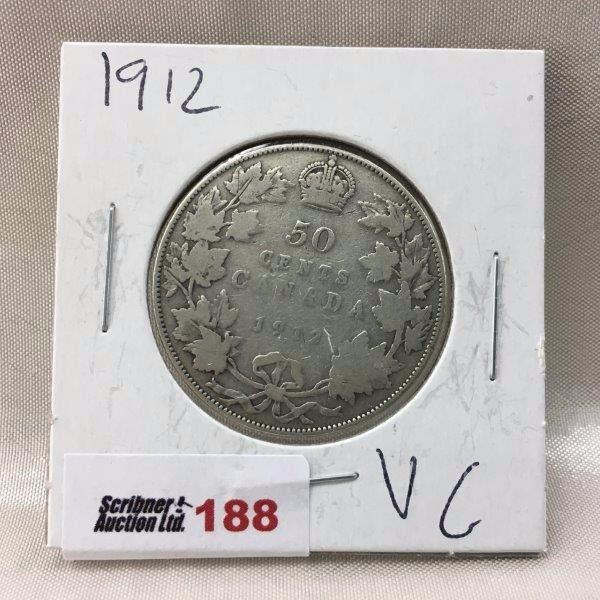 1912
50
CENTS
CANADA
1912
VG
Scribner
Auction Ltd.
188